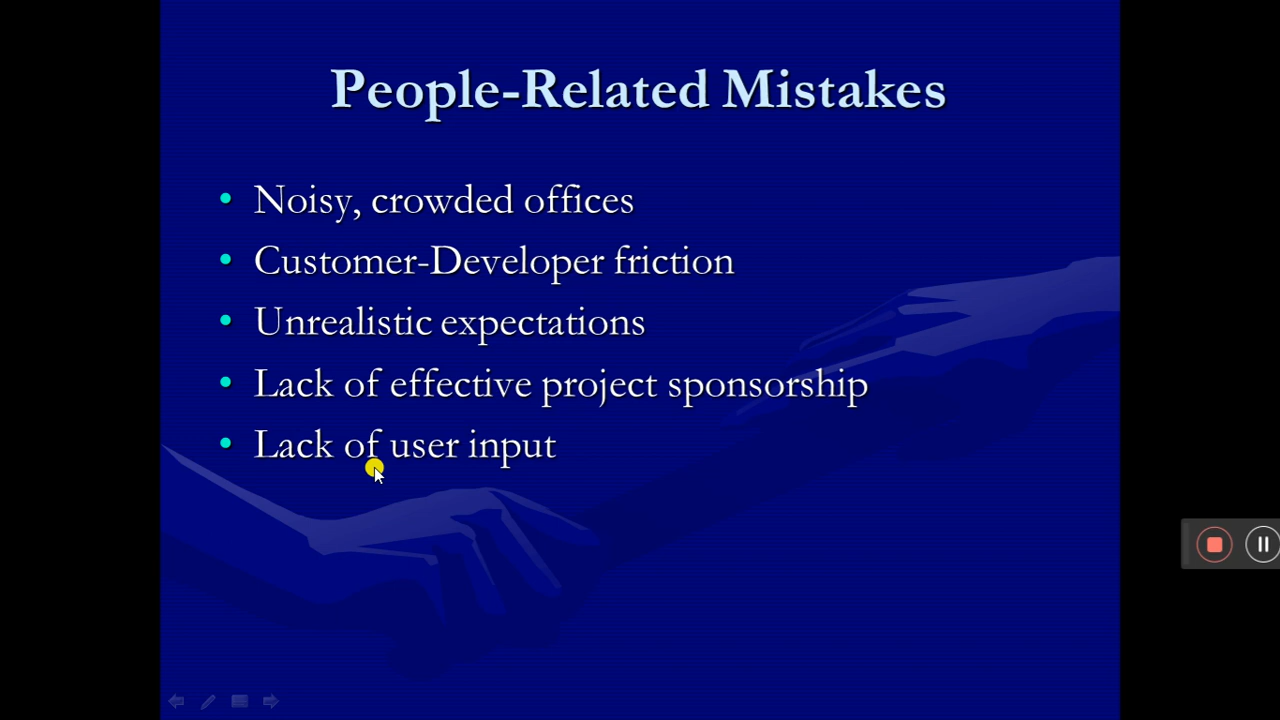 People-Related Mistakes
• Noisy, crowded offices
• Customer-Developer friction
• Unrealistic expectations
• Lack of effective project sponsorship
• Lack of user input